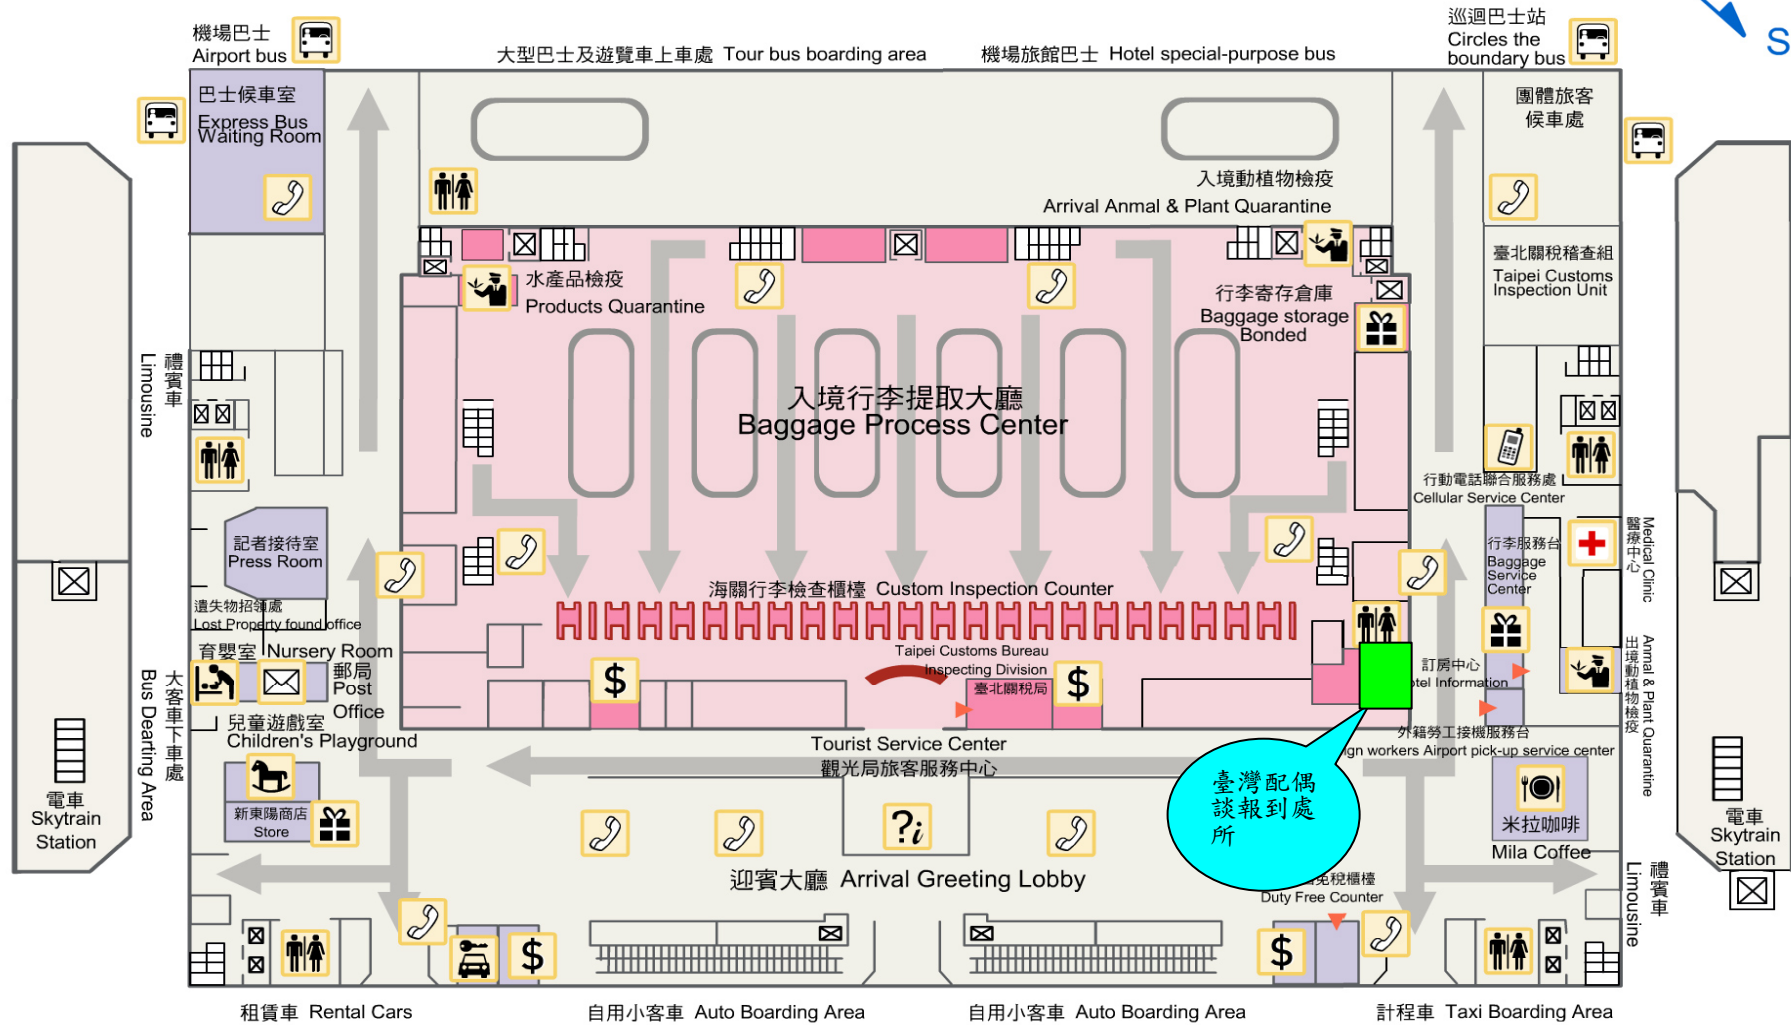 機場巴士
Airport bus
大型巴士及遊覽車上車處 Tour bus boarding area
機場旅館巴士 Hotel special-purpose bus
巡迴巴士站
Circles the
boundary bus
S
巴士候車室
Express Bus
Waiting Room
團體旅客
候車處
入境動植物檢疫
Arrival Anmal & Plant Quarantine
水產品檢疫
Products Quarantine
行李寄存倉庫
Baggage storage
Bonded
臺北關稅稽查組
Taipei Customs
Inspection Unit
禮賓車
Limousine
入境行李提取大廳
Baggage Process Center
行動電話聯合服務處
Cellular Service Center
記者接待室
Press Room
行李服務台
Baggage
Service
Center
醫療中心
Medical Clinic
海關行李檢查櫃檯 Custom Inspection Counter
遺失物招領處
Lost Property found office
育嬰室 Nursery Room
郵局
Post
Office
Taipei Customs Bureau
Inspecting Division
臺北關稅局
訂房中心
tel Information
出境動植物檢疫
Anmal & Plant Quarantine
大客車下車處
Bus Dearting Area
兒童遊戲室
Children's Playground
Tourist Service Center
觀光局旅客服務中心
外籍勞工接機服務台
ign workers Airport pick-up service center
臺灣配偶
談報到處
所
新東陽商店
Store
?i
米拉咖啡
Mila Coffee
電車
Skytrain
Station
電車
Skytrain
Station
迎賓大廳 Arrival Greeting Lobby
免稅櫃檯
Duty Free Counter
禮賓車
Limousine
$
$
$
$
租賃車 Rental Cars
自用小客車 Auto Boarding Area
自用小客車 Auto Boarding Area
計程車 Taxi Boarding Area